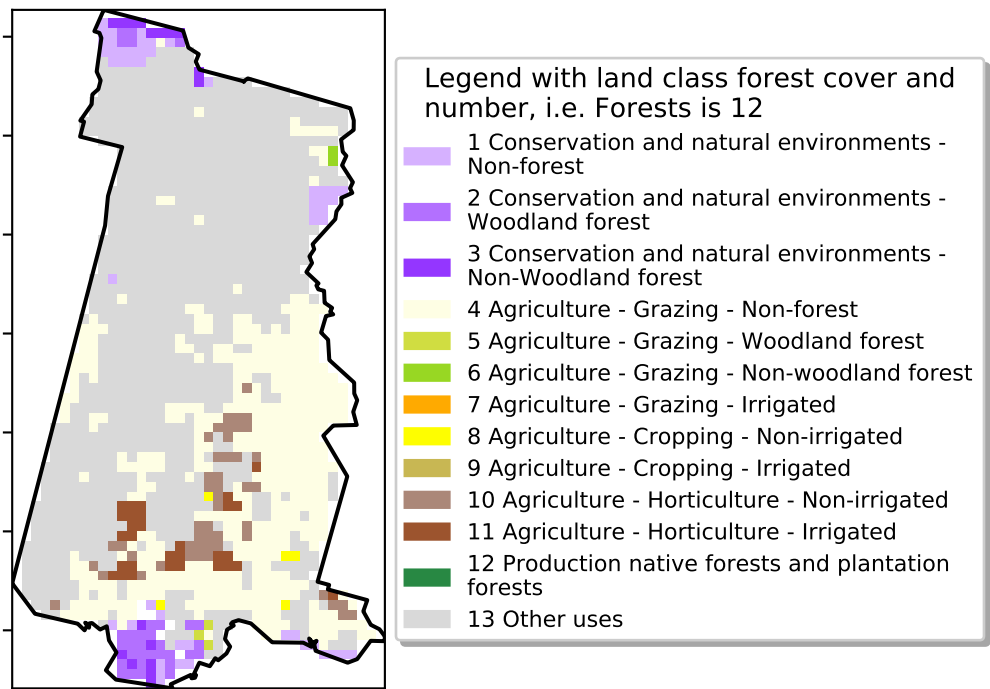 Legend with land class forest cover and
number, i.e. Forests is 12
1 Conservation and natural environments -
Non-forest
2 Conservation and natural environments -
Woodland forest
3 Conservation and natural environments -
Non-Woodland forest
4 Agriculture - Grazing - Non-forest
5 Agriculture - Grazing - Woodland forest
6 Agriculture - Grazing - Non-woodland forest
7 Agriculture - Grazing - Irrigated
8 Agriculture - Cropping - Non-irrigated
9 Agriculture - Cropping - Irrigated
10 Agriculture - Horticulture - Non-irrigated
11 Agriculture - Horticulture - Irrigated
12 Production native forests and plantation
forests
13 Other uses